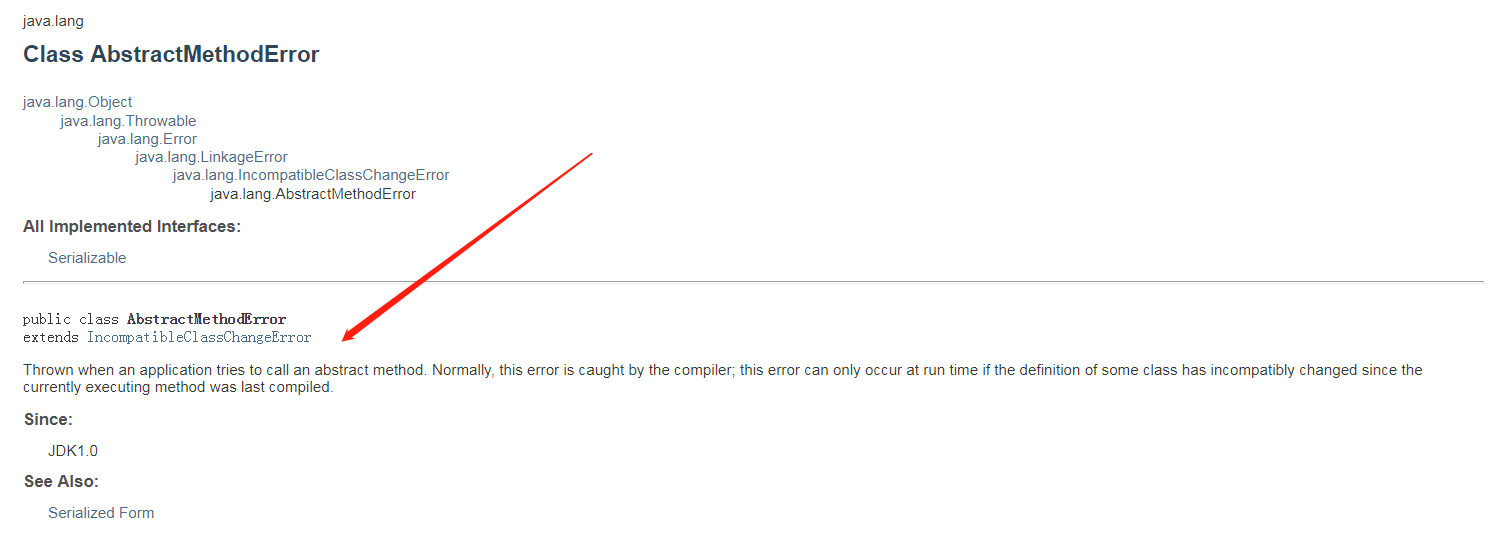 java.lang
Class AbstractMethodError
java.lang.Object
java.lang.Throwable
java.lang.Error
java.lang.LinkageError
java.lang.IncompatibleClassChangeError
java.lang.AbstractMethodError
All Implemented Interfaces:
Serializable
public class AbstractMethodError
extends IncompatibleClassChangeError
Thrown when an application tries to call an abstract method. Normally, this error is caught by the compiler; this error can only occur at run time if the definition of some class has incompatibly changed since the
currently executing method was last compiled.
Since:
JDK1.0
See Also:
Serialized Form